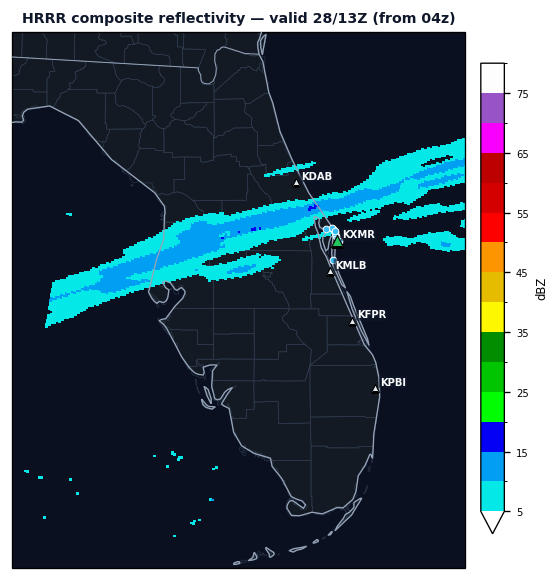 HRRR composite reflectivity — valid 28/13Z (from 04z)
KDAB
KXMR
KMLB
KFPR
KPBI
75
65
55
45
35
25
15
5
dBZ